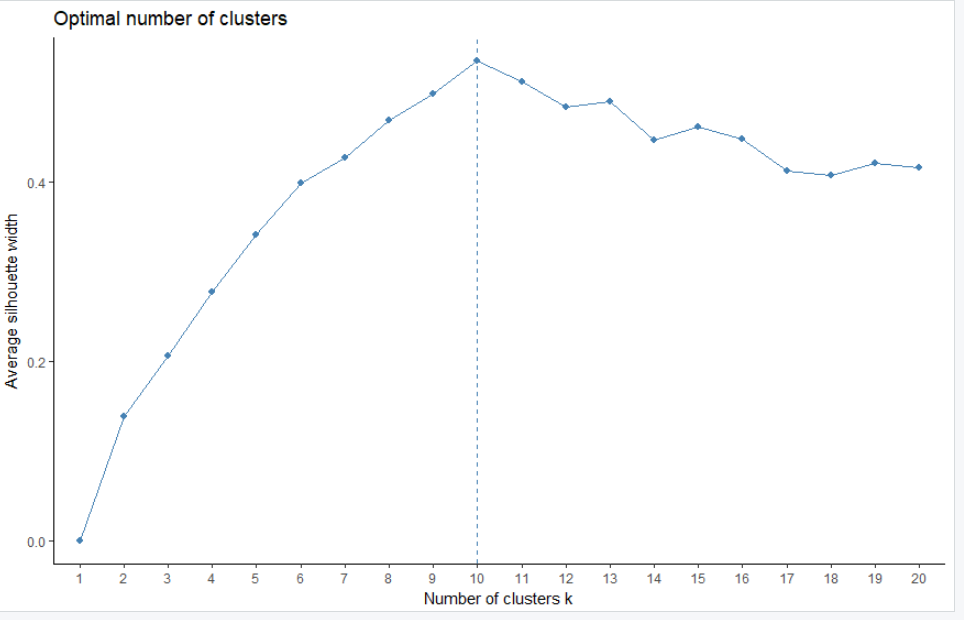 Optimal number of clusters
Average silhouette width
0.4
0.2
0.0
1 2 3 4 5 6 7 8 9 10 11 12 13 14 15 16 17 18 19 20
Number of clusters k